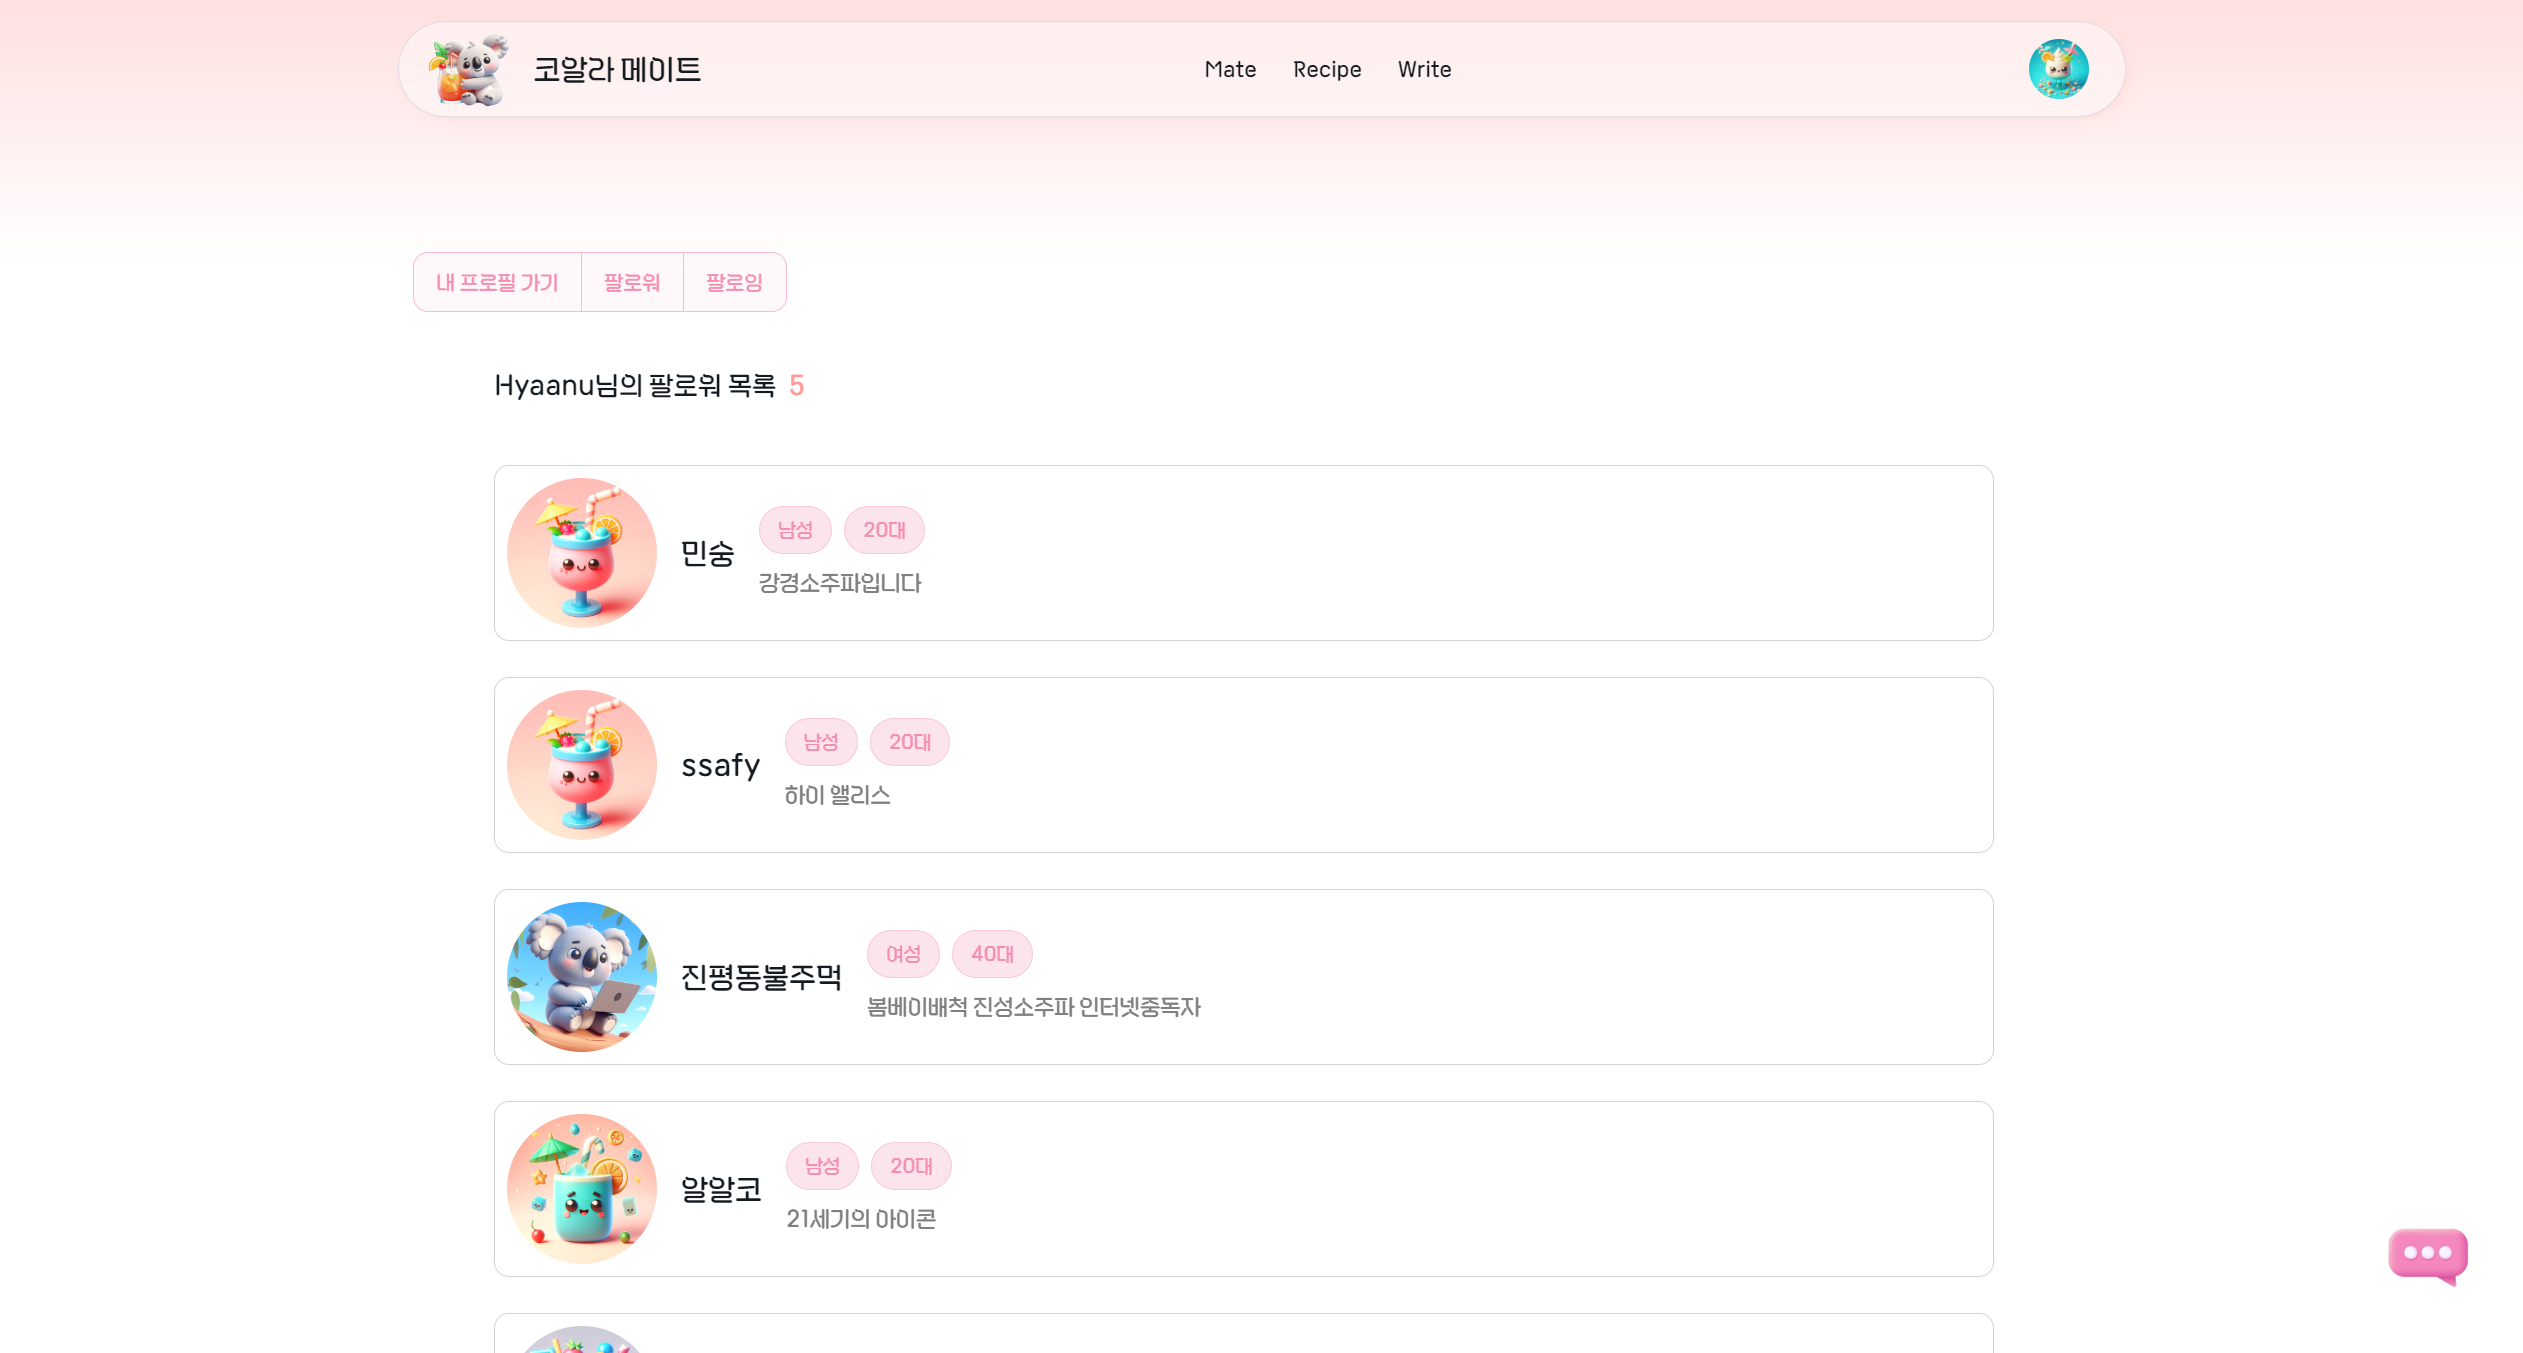 코알라 메이트
Mate Recipe Write
내 프로필 가기 팔로워 팔로잉
Hyaanu님의 팔로워 목록 5
민숭
남성 20대
강경소주파입니다
ssafy
남성 20대
하이 앨리스
진평동불주먹
여성 40대
봄베이배척 진성소주파 인터넷중독자
알알코
남성 20대
21세기의 아이콘